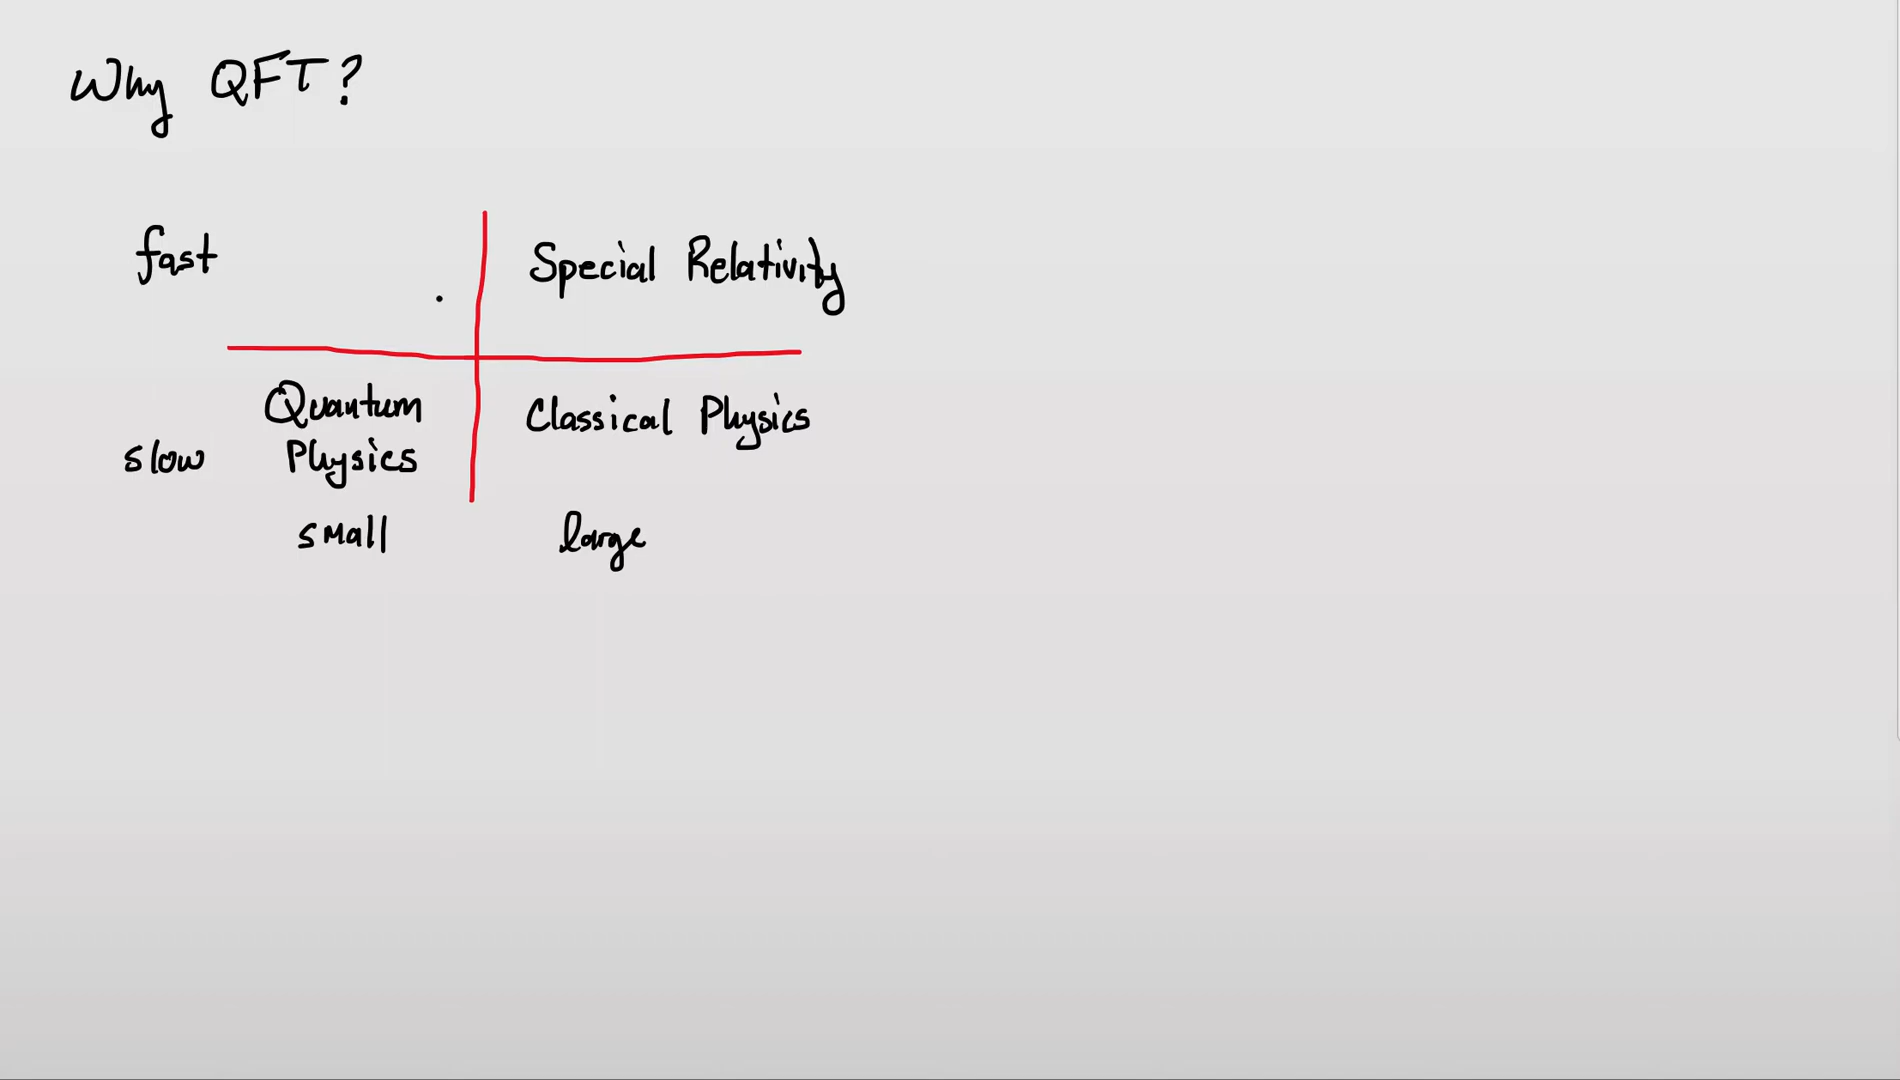 Why QFT?
fast
Special Relativity
Quantum
Physics
Classical Physics
slow
small
large